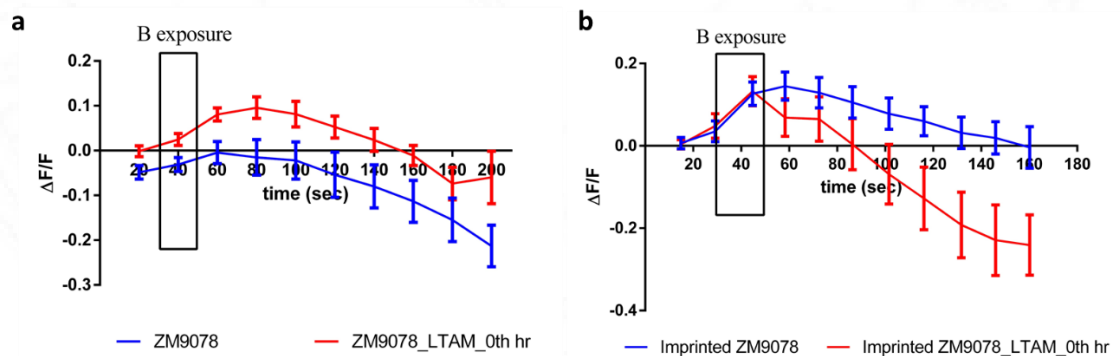 a
B exposure
0.2
0.1
0.0
-0.1
-0.2
-0.3
ΔF/F
20 40 60 80 100 120 140 160 180 200
time (sec)
ZM9078
ZM9078_LTAM_0th hr
b
B exposure
0.2
0.0
-0.2
-0.4
ΔF/F
20 40 60 80 100 120 140 160 180
time (sec)
Imprinted ZM9078
Imprinted ZM9078_LTAM_0th hr